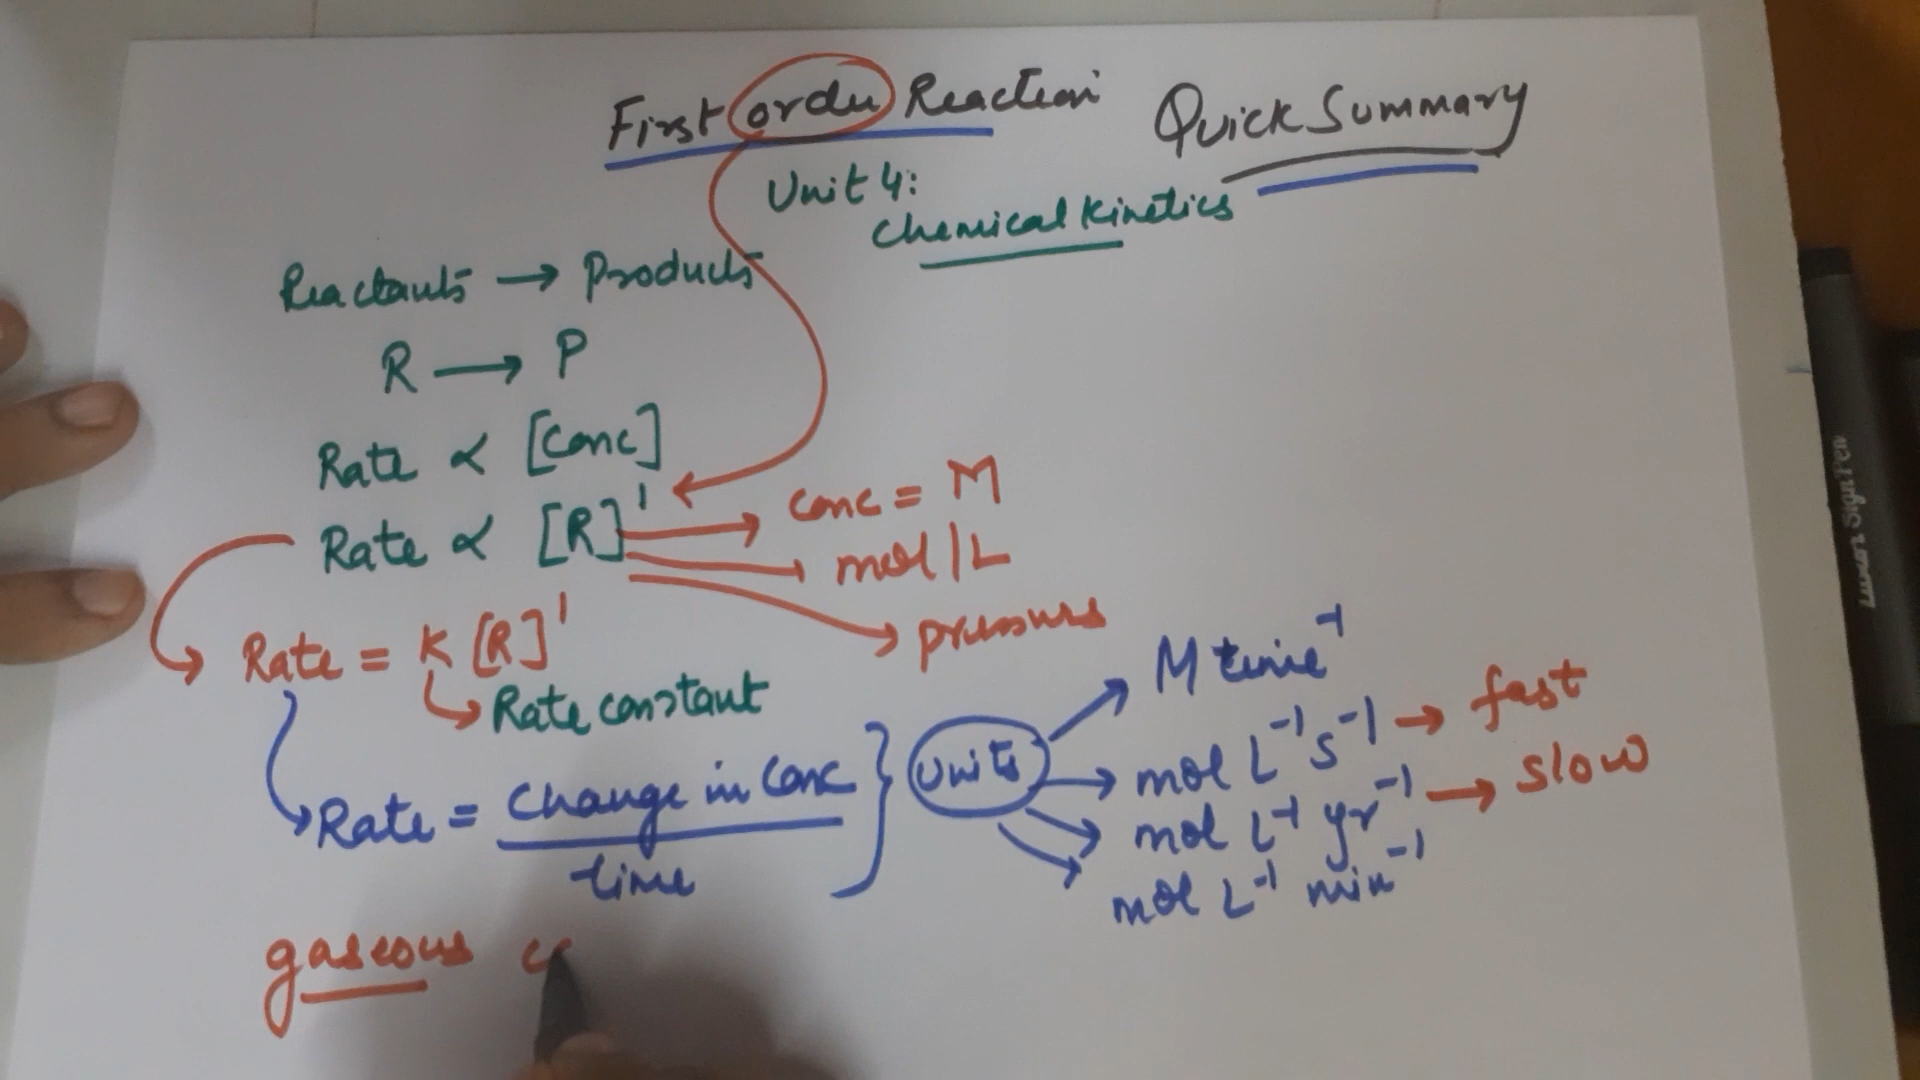 First order Reaction Quick Summary
Unit 4:
Chemical Kinetics
Reactants → Products
R → P
Rate ∝ [Conc]
Rate ∝ [R]¹
conc = M
mol/L
pressure
Rate = K [R]¹
Rate constant
Rate = Change in Conc / time
Units
M time⁻¹
mol L⁻¹ s⁻¹ → fast
mol L⁻¹ yr⁻¹ → slow
mol L⁻¹ min⁻¹
gaseous
Sign Pen